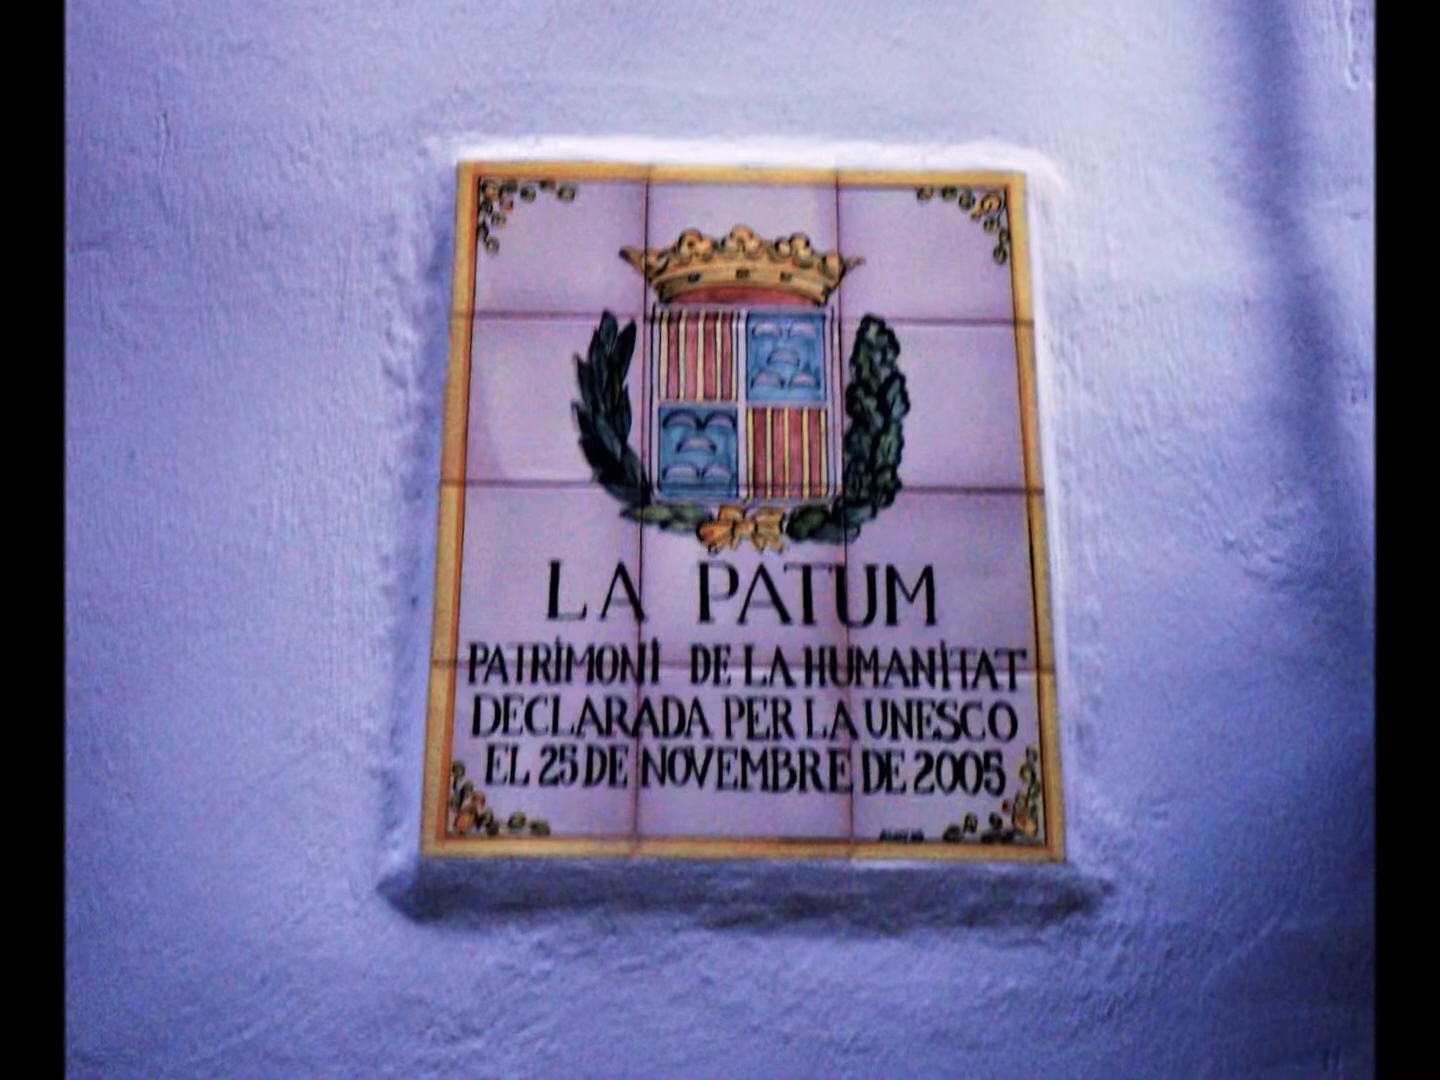 LA PATUM
PATRIMONI DE LA HUMANITAT
DECLARADA PER LA UNESCO
EL 25 DE NOVEMBRE DE 2005